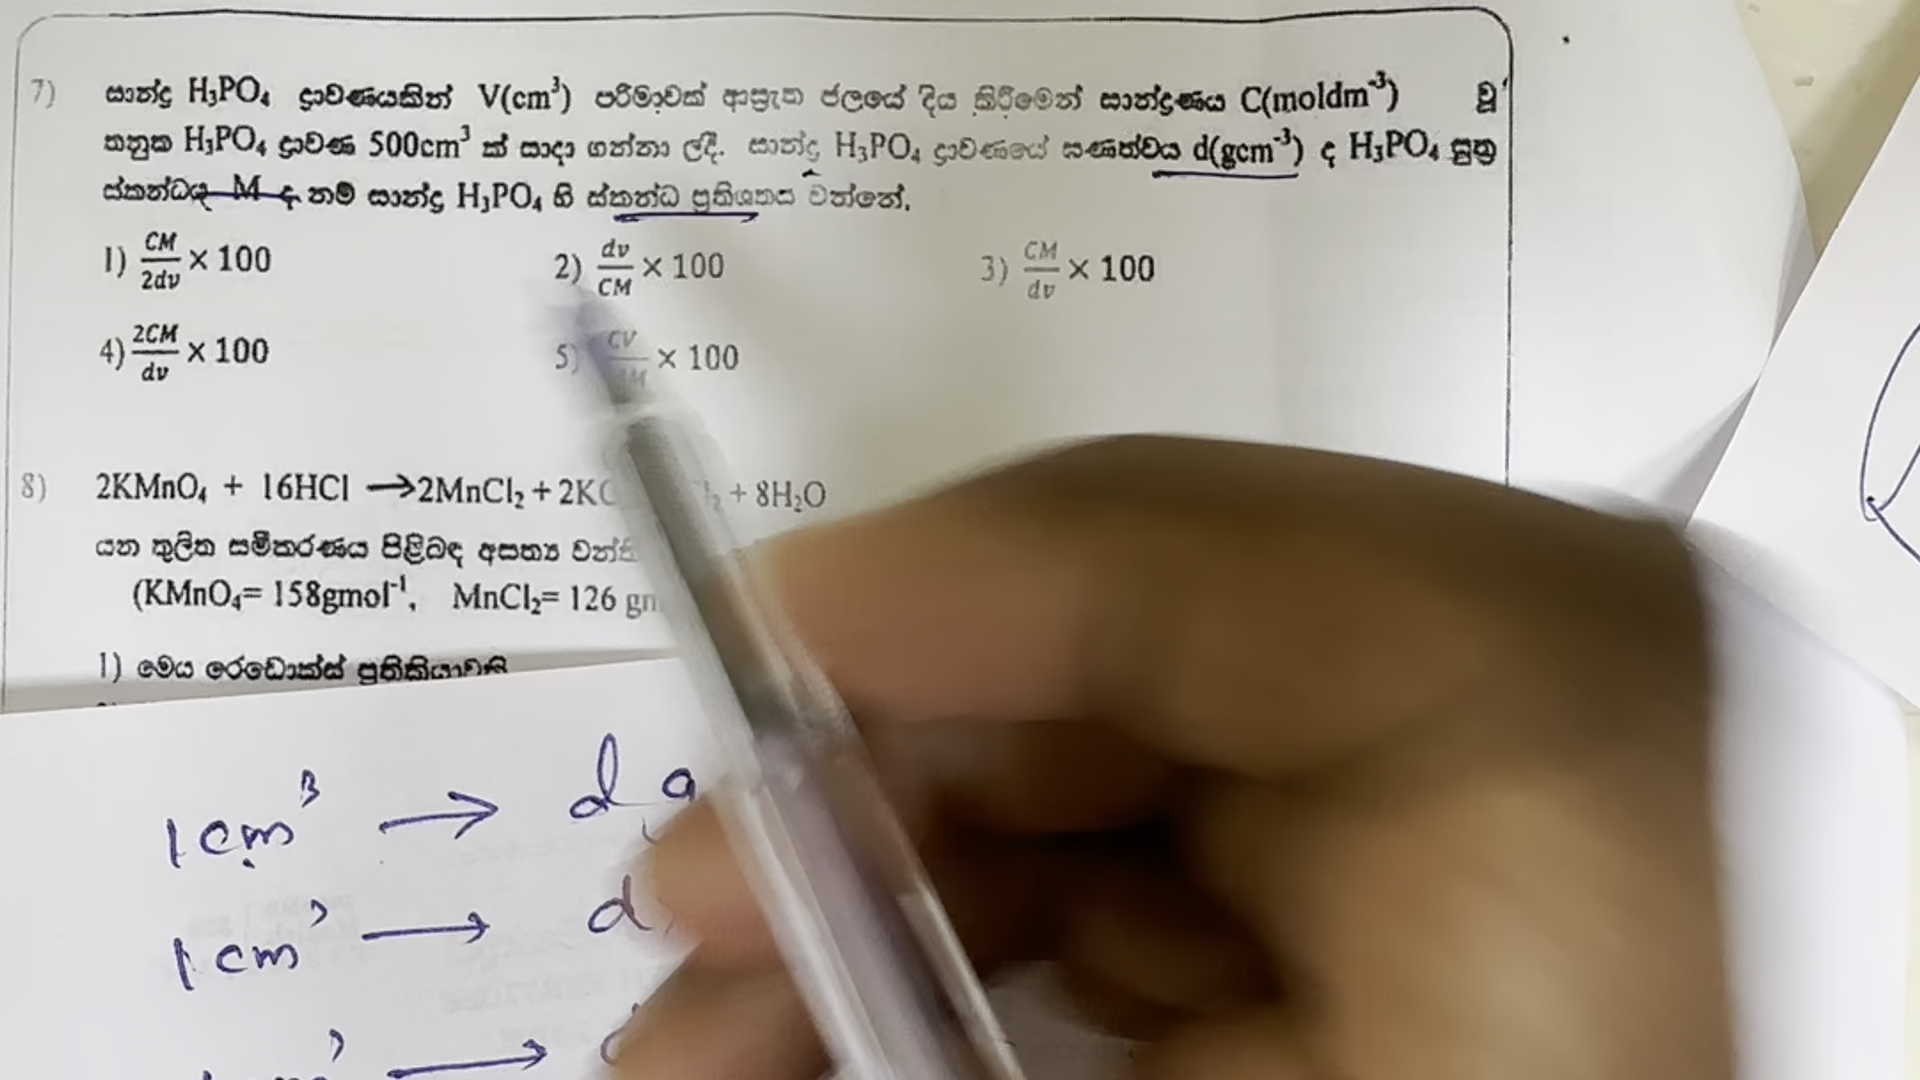 7) සාන්ද්‍ර H₃PO₄ ද්‍රාවණයකින් V(cm³) පරිමාවක් ආස්‍රැත ජලයේ දිය කිරීමෙන් සාන්ද්‍රණය C(moldm⁻³) වූ
තනුක H₃PO₄ ද්‍රාවණ 500cm³ ක් සාදා ගන්නා ලදී. සාන්ද්‍ර H₃PO₄ ද්‍රාවණයේ ඝණත්වය d(gcm⁻³) ද H₃PO₄ සූත්‍ර
ස්කන්ධය M ද නම් සාන්ද්‍ර H₃PO₄ හි ස්කන්ධ ප්‍රතිශතය වන්නේ,
1) CM/2dv × 100 2) dv/CM × 100 3) CM/dv × 100
4) 2CM/dv × 100 5) CV × 100
8) 2KMnO₄ + 16HCl →2MnCl₂ + 2KC + 8H₂O
යන තුලිත සමීකරණය පිළිබඳ අසත්‍ය
(KMnO₄= 158gmol⁻¹, MnCl₂= 126
1) මෙය රෙඩොක්ස් ප්‍රතික්‍රියාවකි
1cm³ → d g
1cm³ → d
→